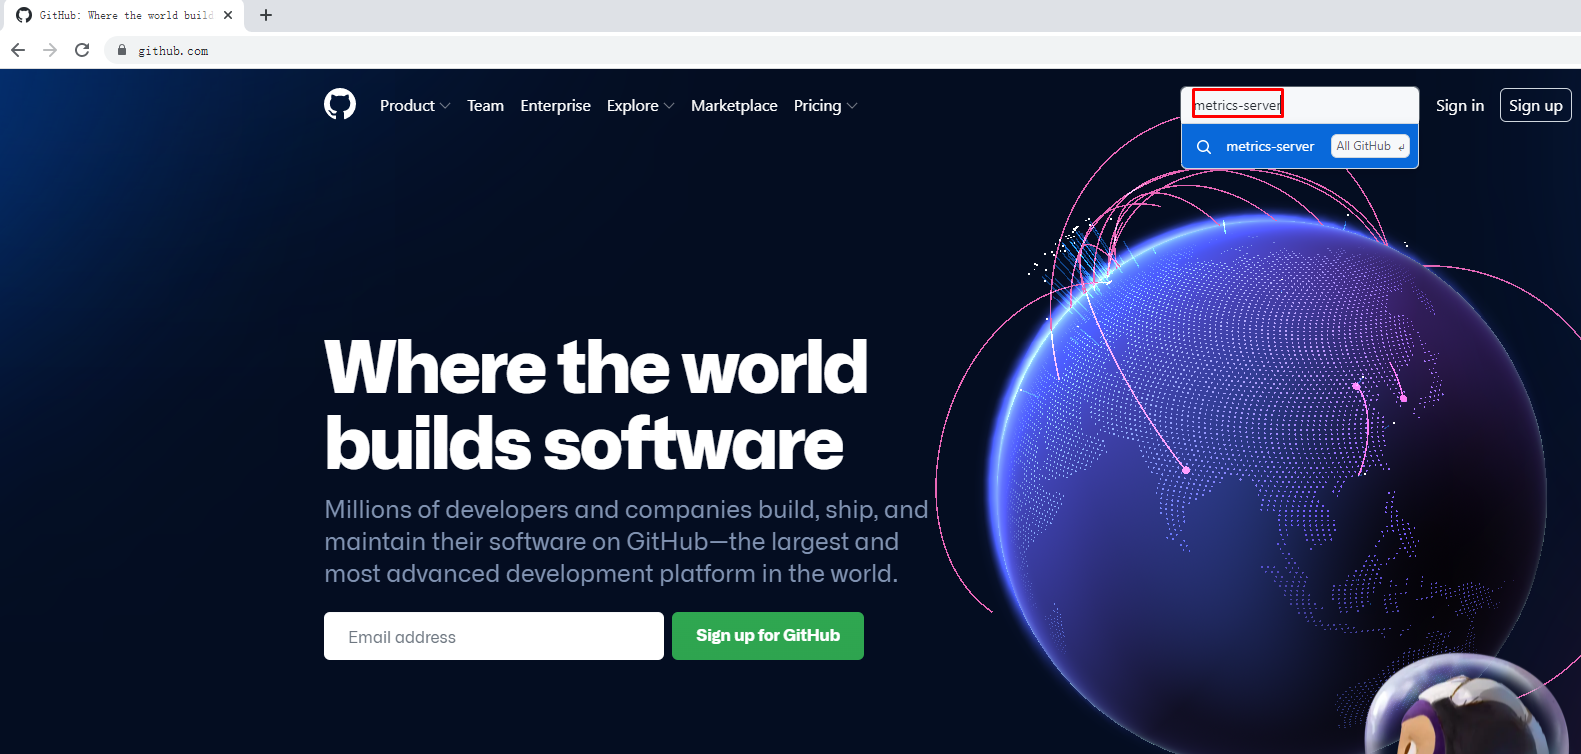 GitHub: Where the world build
github.com
Product Team Enterprise Explore Marketplace Pricing metrics-server Sign in Sign up
metrics-server All GitHub
Where the world
builds software
Millions of developers and companies build, ship, and
maintain their software on GitHub—the largest and
most advanced development platform in the world.
Email address Sign up for GitHub